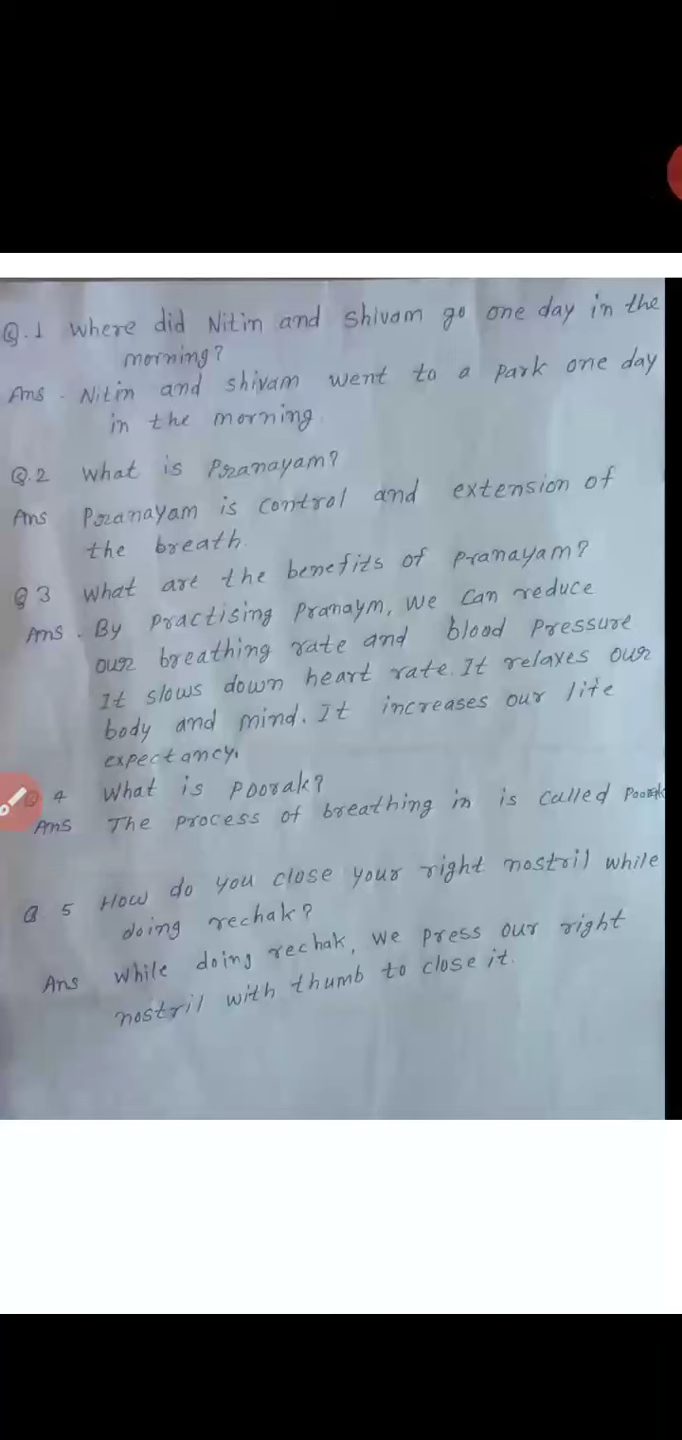 Q.1 Where did Nitin and Shivam go one day in the
morning?
Ans. Nitin and shivam went to a park one day
in the morning.
Q.2 What is Pranayam?
Ans Pranayam is control and extension of
the breath.
Q 3 What are the benefits of pranayam?
Ans. By Practising Pranaym, we can reduce
our breathing rate and blood pressure
It slows down heart rate. It relaxes our
body and mind. It increases our life
expectancy.
4 What is Poorak?
Ans The process of breathing in is called Poorak
Q 5 How do you close your right nostril while
doing rechak?
Ans While doing rechak, we press our right
nostril with thumb to close it.